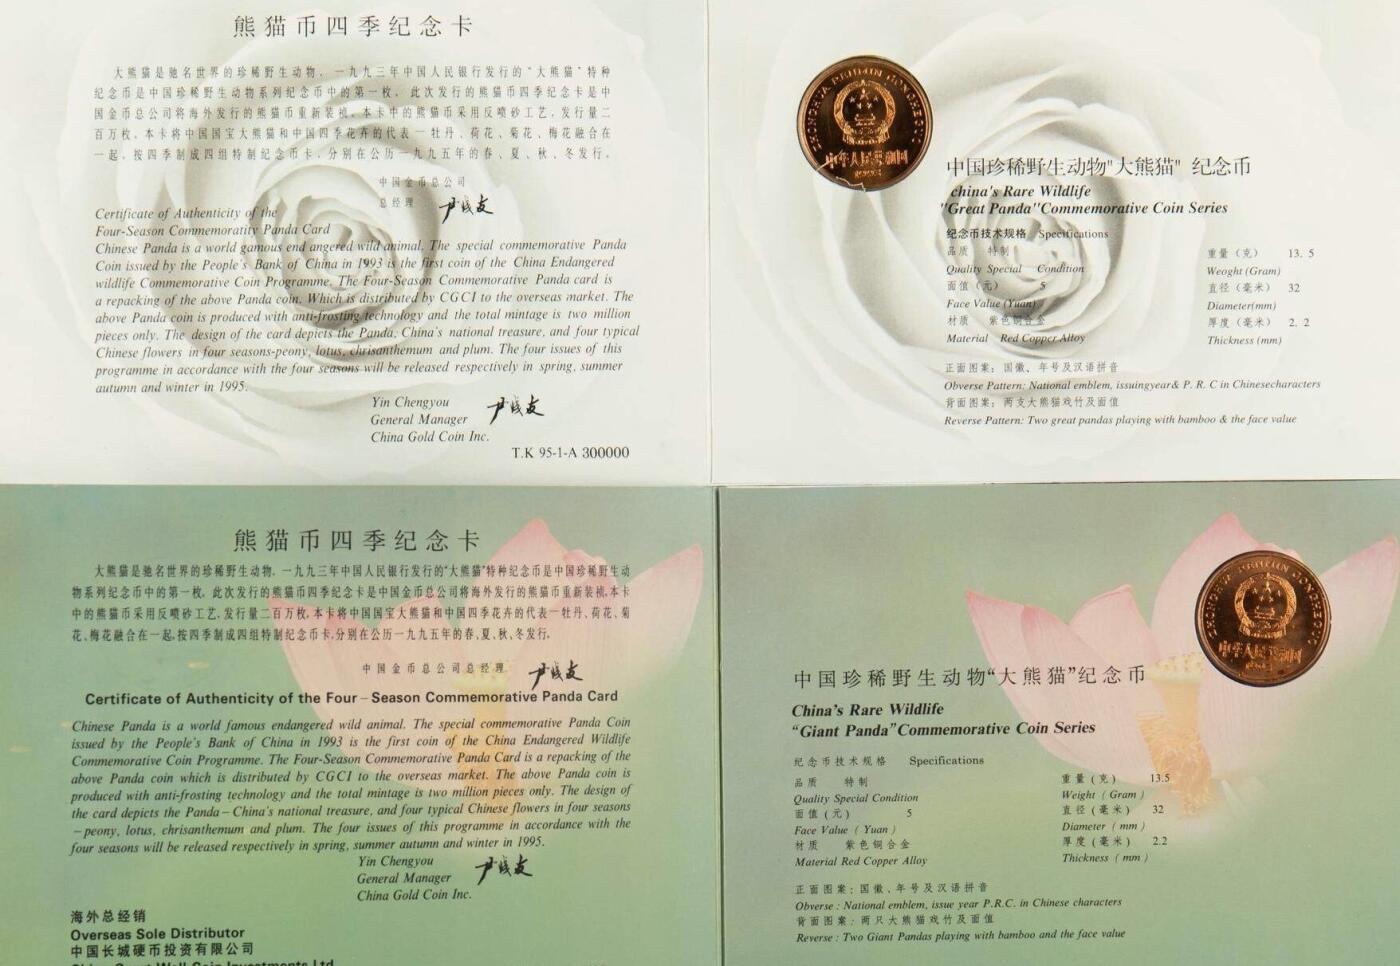 熊猫币四季纪念卡
大熊猫是驰名世界的珍稀野生动物，一九九三年中国人民银行发行的"大熊猫"特种
纪念币是中国珍稀野生动物系列纪念币中的第一枚。此次发行的熊猫币四季纪念卡是中
国金币总公司将海外发行的熊猫币重新装帧。本卡中的熊猫币采用反喷砂工艺，发行量二
百万枚。本卡将中国国宝大熊猫和中国四季花卉的代表一牡丹、荷花、菊花、梅花融合在
一起，按四季制成四组特制纪念币卡，分别在公历一九九五年的春、夏、秋、冬发行。
中国金币总公司
总经理 尹成友
Certificate of Authenticity of the
Four-Season Commemoratity Panda Card
Chinese Panda is a world gamous end angered wild animal. The special commemorative Panda
Coin issued by the People's Bank of China in 1993 is the first coin of the China Endangered
wildlife Commemorative Coin Programme. The Four-Season Commemorative Panda card is
a repacking of the above Panda coin. Which is distributed by CGCI to the overseas market. The
above Panda coin is produced with anti-frosting technology and the total mintage is two million
pieces only. The design of the card depicts the Panda, China's national treasure, and four typical
Chinese flowers in four seasons-peony, lotus, chrisanthemum and plum. The four issues of this
programme in accordance with the four seasons will be released respectively in spring, summer
autumn and winter in 1995.
Yin Chengyou
General Manager 尹成友
China Gold Coin Inc.
T.K 95-1-A 300000
ZHONGHUA RENMIN GONGHEGUO
中华人民共和国
1993
中国珍稀野生动物"大熊猫" 纪念币
china's Rare Wildlife
"Great Panda"Commemorative Coin Series
纪念币技术规格 Specifications
品质 特制 重量（克） 13.5
Quality Special Condition Weoght (Gram)
面值（元） 5 直径（毫米） 32
Face Value (Yuan) Diameter(mm)
材质 紫色铜合金 厚度（毫米） 2.2
Material Red Copper Alloy Thickness (mm)
正面图案：国徽、年号及汉语拼音
Obverse Pattern: National emblem, issuingyear& P. R. C in Chinesecharacters
背面图案：两支大熊猫戏竹及面值
Reverse Pattern: Two great pandas playing with bamboo & the face value
熊猫币四季纪念卡
大熊猫是驰名世界的珍稀野生动物，一九九三年中国人民银行发行的"大熊猫"特种纪念币是中国珍稀野生动
物系列纪念币中的第一枚，此次发行的熊猫币四季纪念卡是中国金币总公司将海外发行的熊猫币重新装帧，本卡
中的熊猫币采用反喷砂工艺，发行量二百万枚，本卡将中国国宝大熊猫和中国四季花卉的代表一牡丹、荷花、菊
花、梅花融合在一起，按四季制成四组特制纪念币卡，分别在公历一九九五年的春、夏、秋、冬发行。
中国金币总公司总经理 尹成友
Certificate of Authenticity of the Four – Season Commemorative Panda Card
Chinese Panda is a world famous endangered wild animal. The special commemorative Panda Coin
issued by the People's Bank of China in 1993 is the first coin of the China Endangered Wildlife
Commemorative Coin Programme. The Four-Season Commemorative Panda Card is a repacking of the
above Panda coin which is distributed by CGCI to the overseas market. The above Panda coin is
produced with anti-frosting technology and the total mintage is two million pieces only. The design of
the card depicts the Panda – China's national treasure, and four typical Chinese flowers in four seasons
–peony, lotus, chrisanthemum and plum. The four issues of this programme in accordance with the
four seasons will be released respectively in spring, summer autumn and winter in 1995.
Yin Chengyou
General Manager 尹成友
China Gold Coin Inc.
海外总经销
Overseas Sole Distributor
中国长城硬币投资有限公司
China Great Wall Coin Investments Ltd
ZHONGHUA RENMIN GONGHEGUO
中华人民共和国
中国珍稀野生动物“大熊猫”纪念币
China's Rare Wildlife
“Giant Panda”Commemorative Coin Series
纪念币技术规格 Specifications
品质 特制 重量（克） 13.5
Quality Special Condition Weight ( Gram )
面值（元） 5 直径（毫米） 32
Face Value ( Yuan ) Diameter ( mm )
材质 紫色铜合金 厚度（毫米） 2.2
Material Red Copper Alloy Thickness ( mm )
正面图案：国徽、年号及汉语拼音
Obverse : National emblem, issue year P.R.C. in Chinese characters
背面图案：两只大熊猫戏竹及面值
Reverse : Two Giant Pandas playing with bamboo and the face value